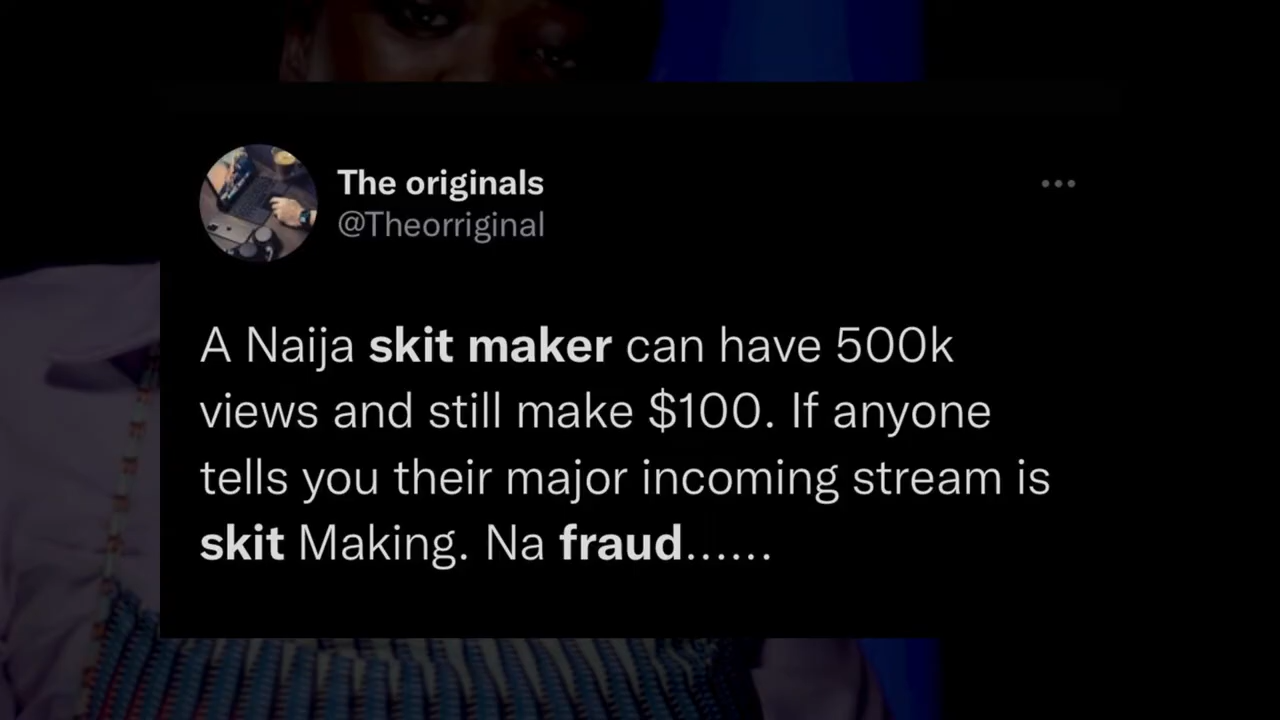 The originals
@Theorriginal
A Naija skit maker can have 500k
views and still make $100. If anyone
tells you their major incoming stream is
skit Making. Na fraud......